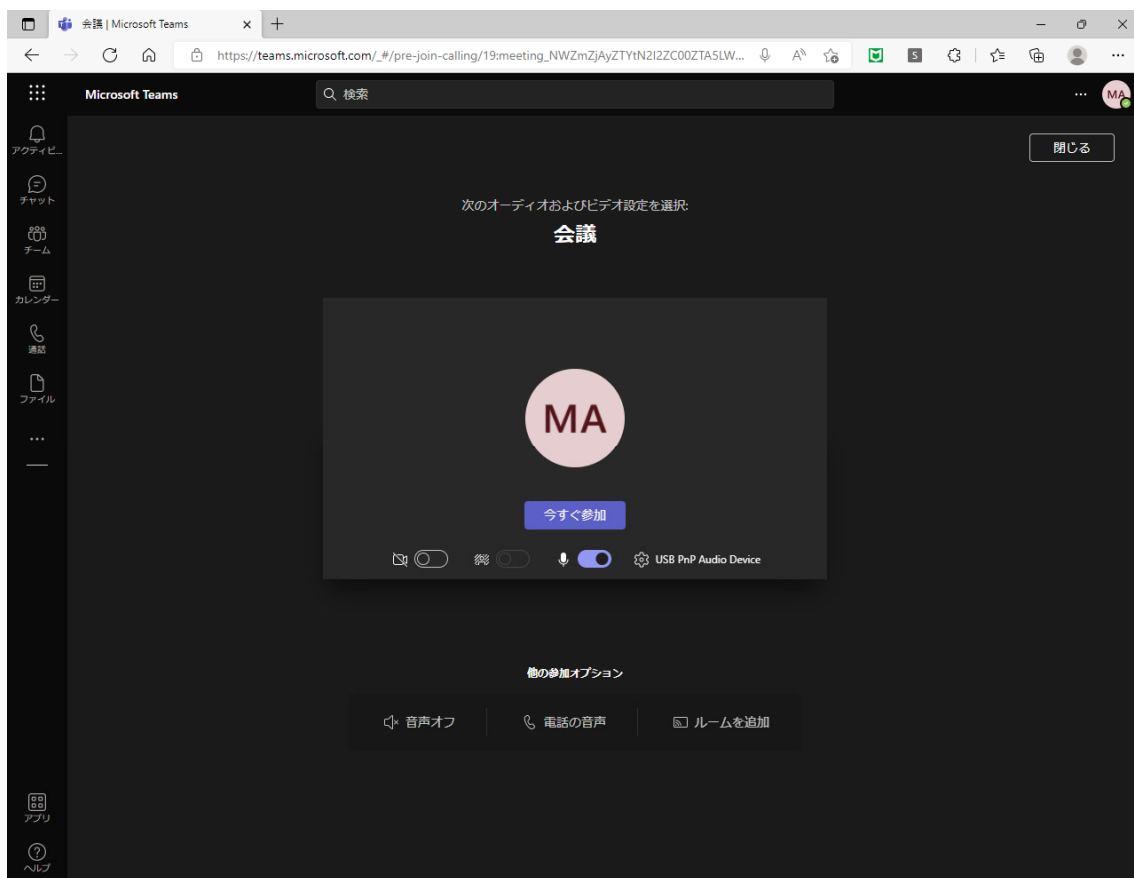 会議 | Microsoft Teams
https://teams.microsoft.com/_#/pre-join-calling/19:meeting_NWZmZjAyZTYtN2I2ZC00ZTA5LW...
Microsoft Teams
検索
MA
アクティビ...
閉じる
チャット
チーム
カレンダー
通話
ファイル
次のオーディオおよびビデオ設定を選択:
会議
MA
今すぐ参加
USB PnP Audio Device
他の参加オプション
音声オフ
電話の音声
ルームを追加
アプリ
ヘルプ